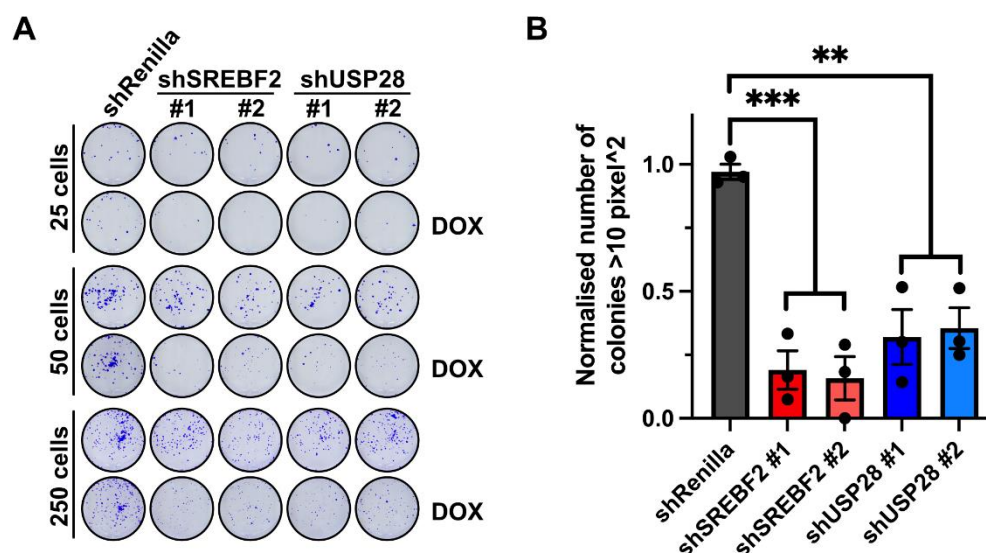 A
shRenilla
shSREBF2
shUSP28
#1 #2 #1 #2
25 cells
DOX
50 cells
DOX
250 cells
DOX
B
**
***
Normalised number of
colonies >10 pixel^2
1.0
0.5
0.0
shRenilla
shSREBF2 #1
shSREBF2 #2
shUSP28 #1
shUSP28 #2